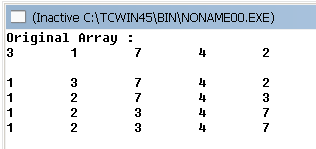 (Inactive C:\TCWIN45\BIN\NONAME00.EXE)
Original Array :
3 1 7 4 2
1 3 7 4 2
1 2 7 4 3
1 2 3 4 7
1 2 3 4 7